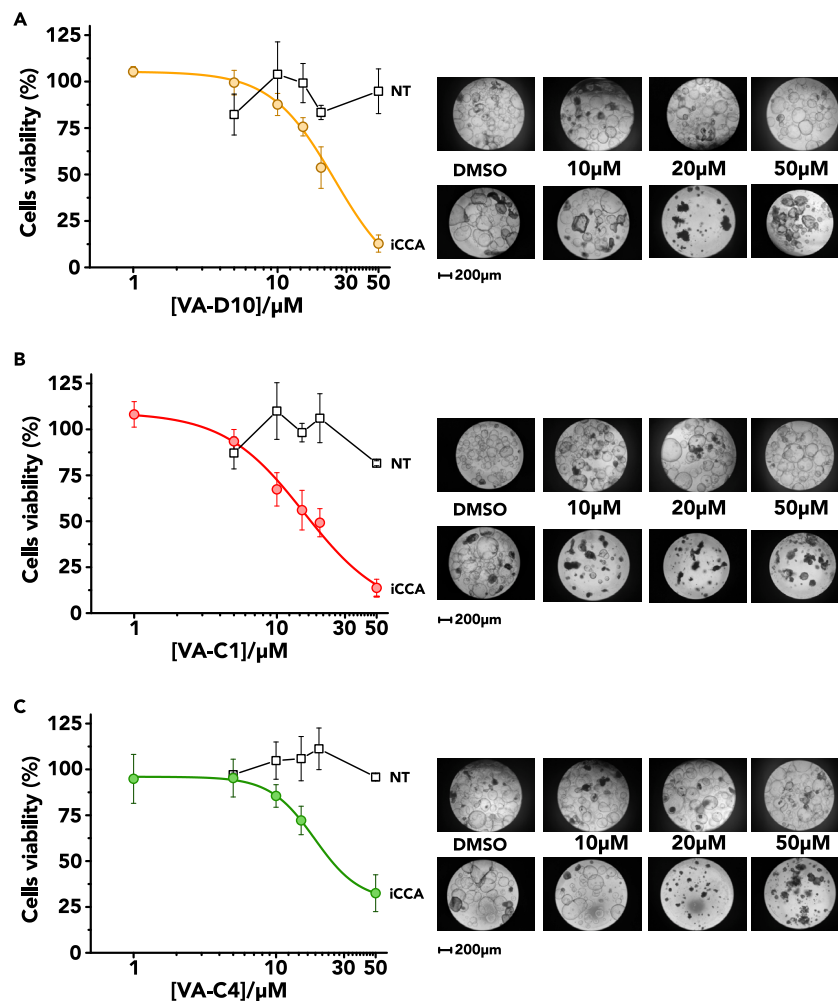 A
Cells viability (%)
125
100
75
50
25
0
NT
iCCA
1 10 30 50
[VA-D10]/µM
DMSO 10µM 20µM 50µM
200µm
B
Cells viability (%)
125
100
75
50
25
0
NT
iCCA
1 10 30 50
[VA-C1]/µM
DMSO 10µM 20µM 50µM
200µm
C
Cells viability (%)
125
100
75
50
25
0
NT
iCCA
1 10 30 50
[VA-C4]/µM
DMSO 10µM 20µM 50µM
200µm